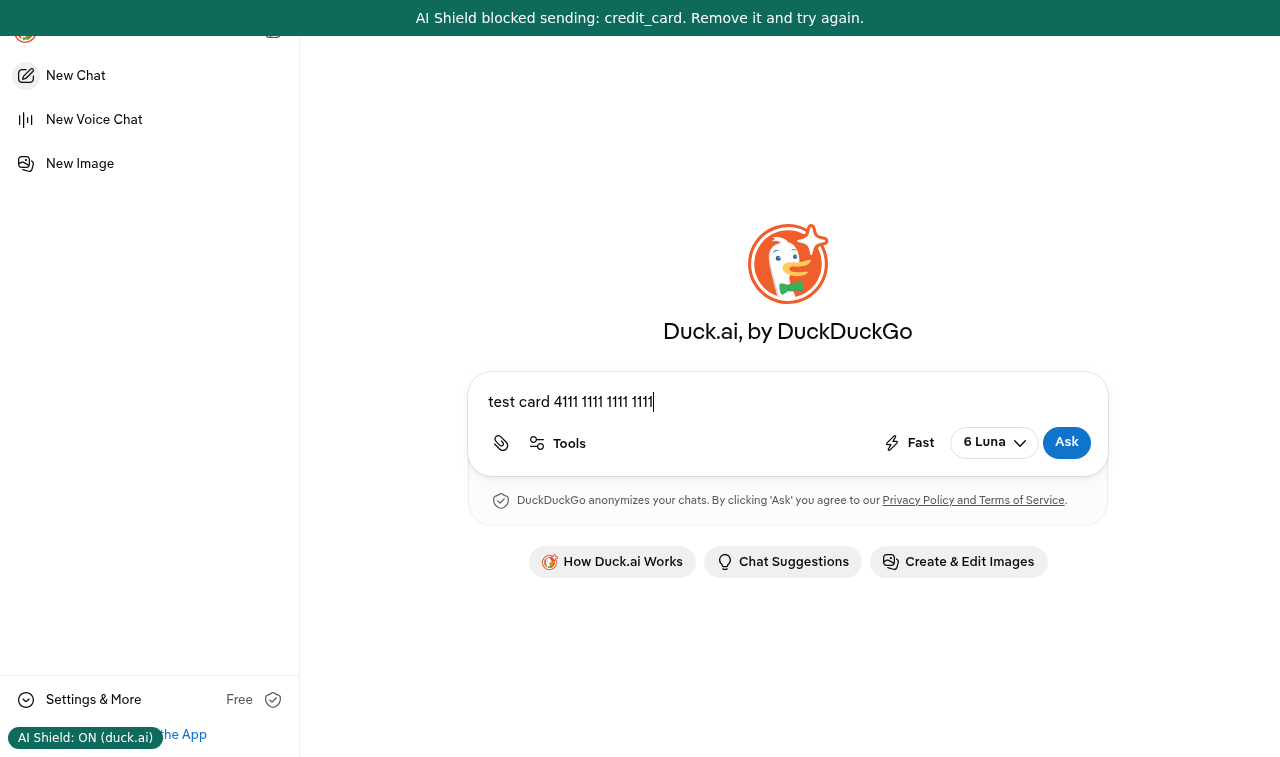 AI Shield blocked sending: credit_card. Remove it and try again.
New Chat
New Voice Chat
New Image
Duck.ai, by DuckDuckGo
test card 4111 1111 1111 1111
Tools
Fast
6 Luna
Ask
DuckDuckGo anonymizes your chats. By clicking 'Ask' you agree to our Privacy Policy and Terms of Service.
How Duck.ai Works
Chat Suggestions
Create & Edit Images
Settings & More
Free
AI Shield: ON (duck.ai)
the App